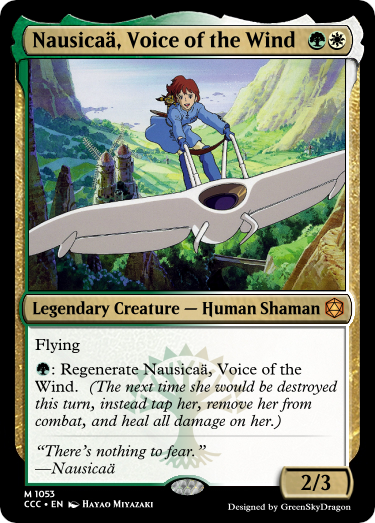 Nausicaä, Voice of the Wind
Legendary Creature — Human Shaman
Flying
: Regenerate Nausicaä, Voice of the
Wind. (The next time she would be destroyed
this turn, instead tap her, remove her from
combat, and heal all damage on her.)
“There's nothing to fear.”
—Nausicaä
2/3
M 1053
CCC • EN Hayao Miyazaki
Designed by GreenSkyDragon